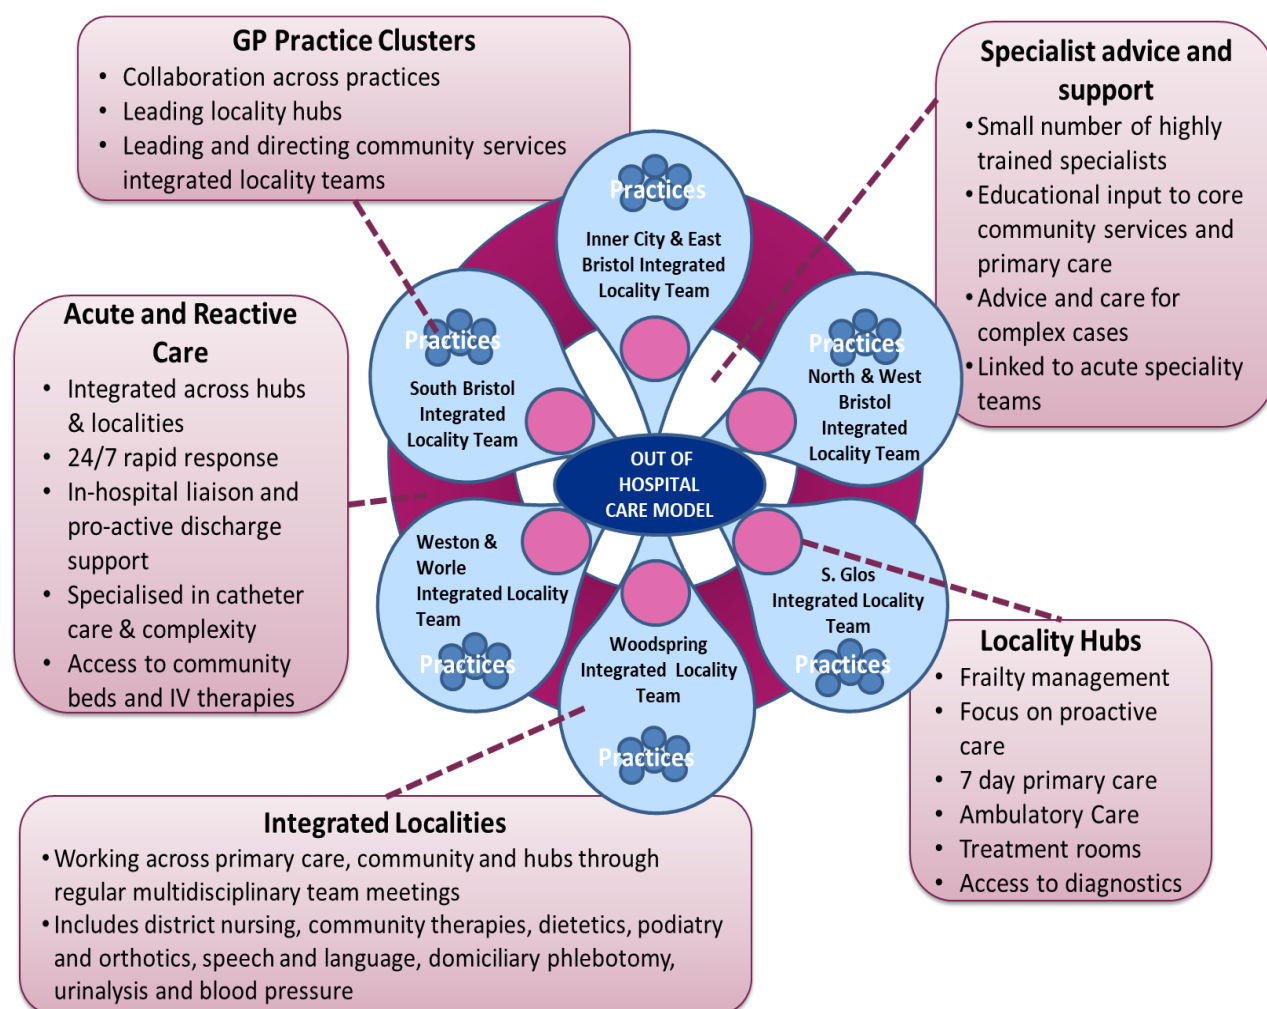 GP Practice Clusters
• Collaboration across practices
• Leading locality hubs
• Leading and directing community services
integrated locality teams
Specialist advice and
support
• Small number of highly
trained specialists
• Educational input to core
community services and
primary care
• Advice and care for
complex cases
• Linked to acute speciality
teams
Acute and Reactive
Care
• Integrated across hubs
& localities
• 24/7 rapid response
• In-hospital liaison and
pro-active discharge
support
• Specialised in catheter
care & complexity
• Access to community
beds and IV therapies
Practices
Inner City & East
Bristol Integrated
Locality Team
Practices
South Bristol
Integrated
Locality Team
Practices
North & West
Bristol
Integrated
Locality Team
OUT OF
HOSPITAL
CARE MODEL
Weston &
Worle
Integrated Locality
Team
Practices
Woodspring
Integrated Locality
Team
Practices
S. Glos
Integrated Locality
Team
Practices
Locality Hubs
• Frailty management
• Focus on proactive
care
• 7 day primary care
• Ambulatory Care
• Treatment rooms
• Access to diagnostics
Integrated Localities
• Working across primary care, community and hubs through
regular multidisciplinary team meetings
• Includes district nursing, community therapies, dietetics, podiatry
and orthotics, speech and language, domiciliary phlebotomy,
urinalysis and blood pressure